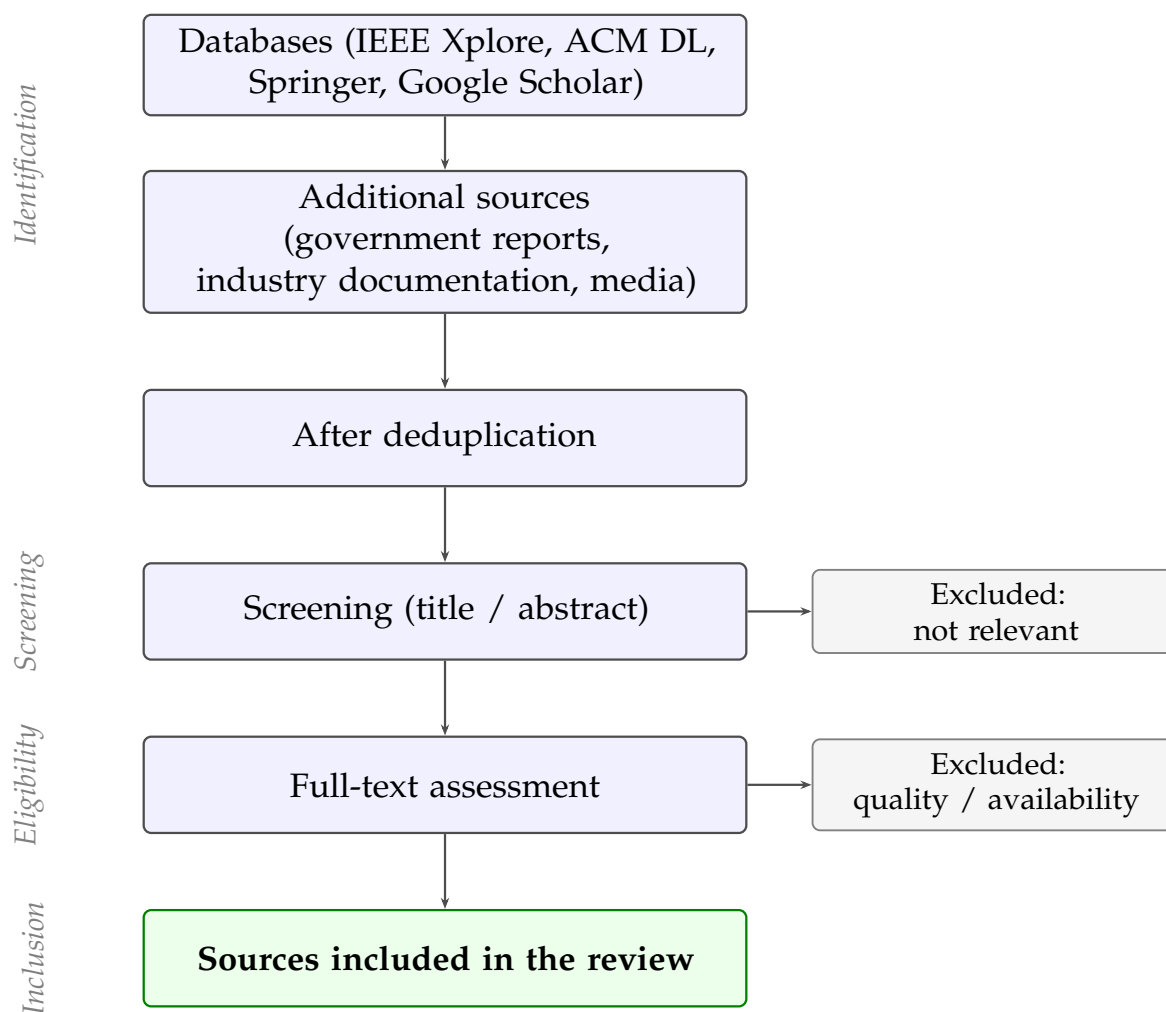 Identification
Databases (IEEE Xplore, ACM DL,
Springer, Google Scholar)
Additional sources
(government reports,
industry documentation, media)
After deduplication
Screening
Screening (title / abstract)
Excluded:
not relevant
Eligibility
Full-text assessment
Excluded:
quality / availability
Inclusion
Sources included in the review